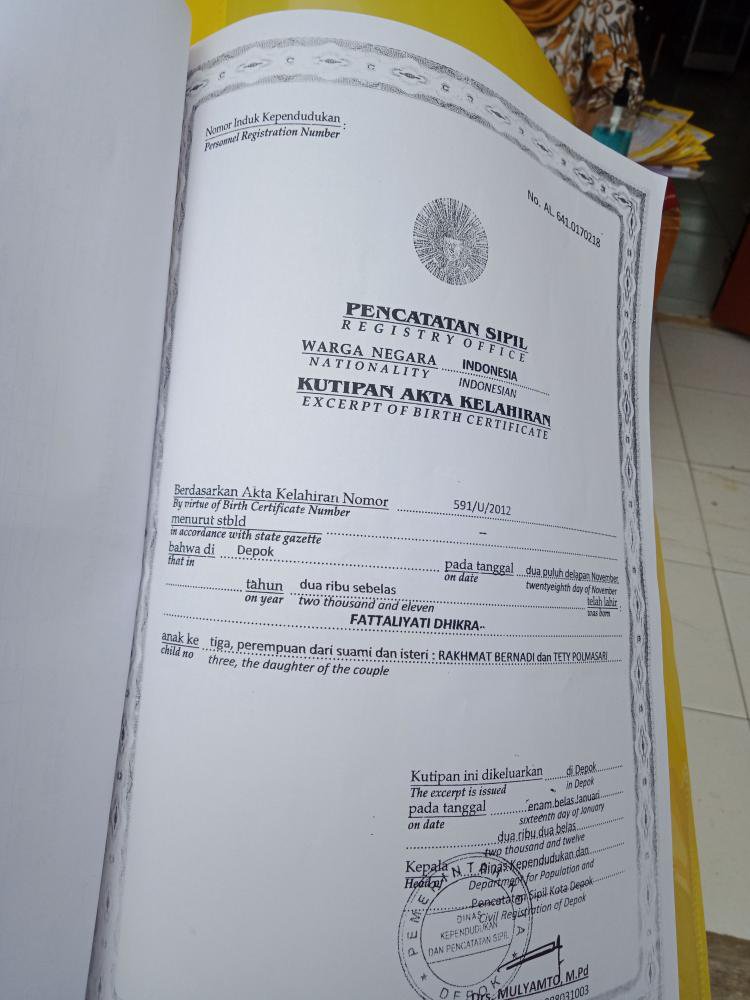 Nomor Induk Kependudukan :
Personnel Registration Number
No. AL. 641.0170218
PENCATATAN SIPIL
REGISTRY OFFICE
WARGA NEGARA INDONESIA
NATIONALITY INDONESIAN
KUTIPAN AKTA KELAHIRAN
EXCERPT OF BIRTH CERTIFICATE
Berdasarkan Akta Kelahiran Nomor 591/U/2012
By virtue of Birth Certificate Number
menurut stbld –
in accordance with state gazette
bahwa di Depok pada tanggal dua puluh delapan November
that in on date twentyeighth day of November
tahun dua ribu sebelas telah lahir :
on year two thousand and eleven was born
FATTALIYATI DHIKRA--
anak ke tiga, perempuan dari suami dan isteri : RAKHMAT BERNADI dan TETY POLMASARI
child no three, the daughter of the couple
Kutipan ini dikeluarkan di Depok
The excerpt is issued in Depok
pada tanggal enam belas Januari
on date sixteenth day of January
dua ribu dua belas
two thousand and twelve
Kepala Dinas Kependudukan dan
Head of Department for Population and
Pencatatan Sipil Kota Depok
Civil Registration of Depok
PEMERINTAH
DINAS
KEPENDUDUKAN
DAN PENCATATAN SIPIL
DEPOK
Drs. MULYAMTO, M.Pd